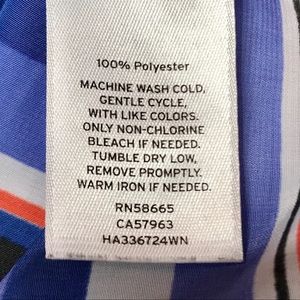 100% Polyester
MACHINE WASH COLD,
GENTLE CYCLE,
WITH LIKE COLORS.
ONLY NON-CHLORINE
BLEACH IF NEEDED.
TUMBLE DRY LOW,
REMOVE PROMPTLY.
WARM IRON IF NEEDED.
RN58665
CA57963
HA336724WN